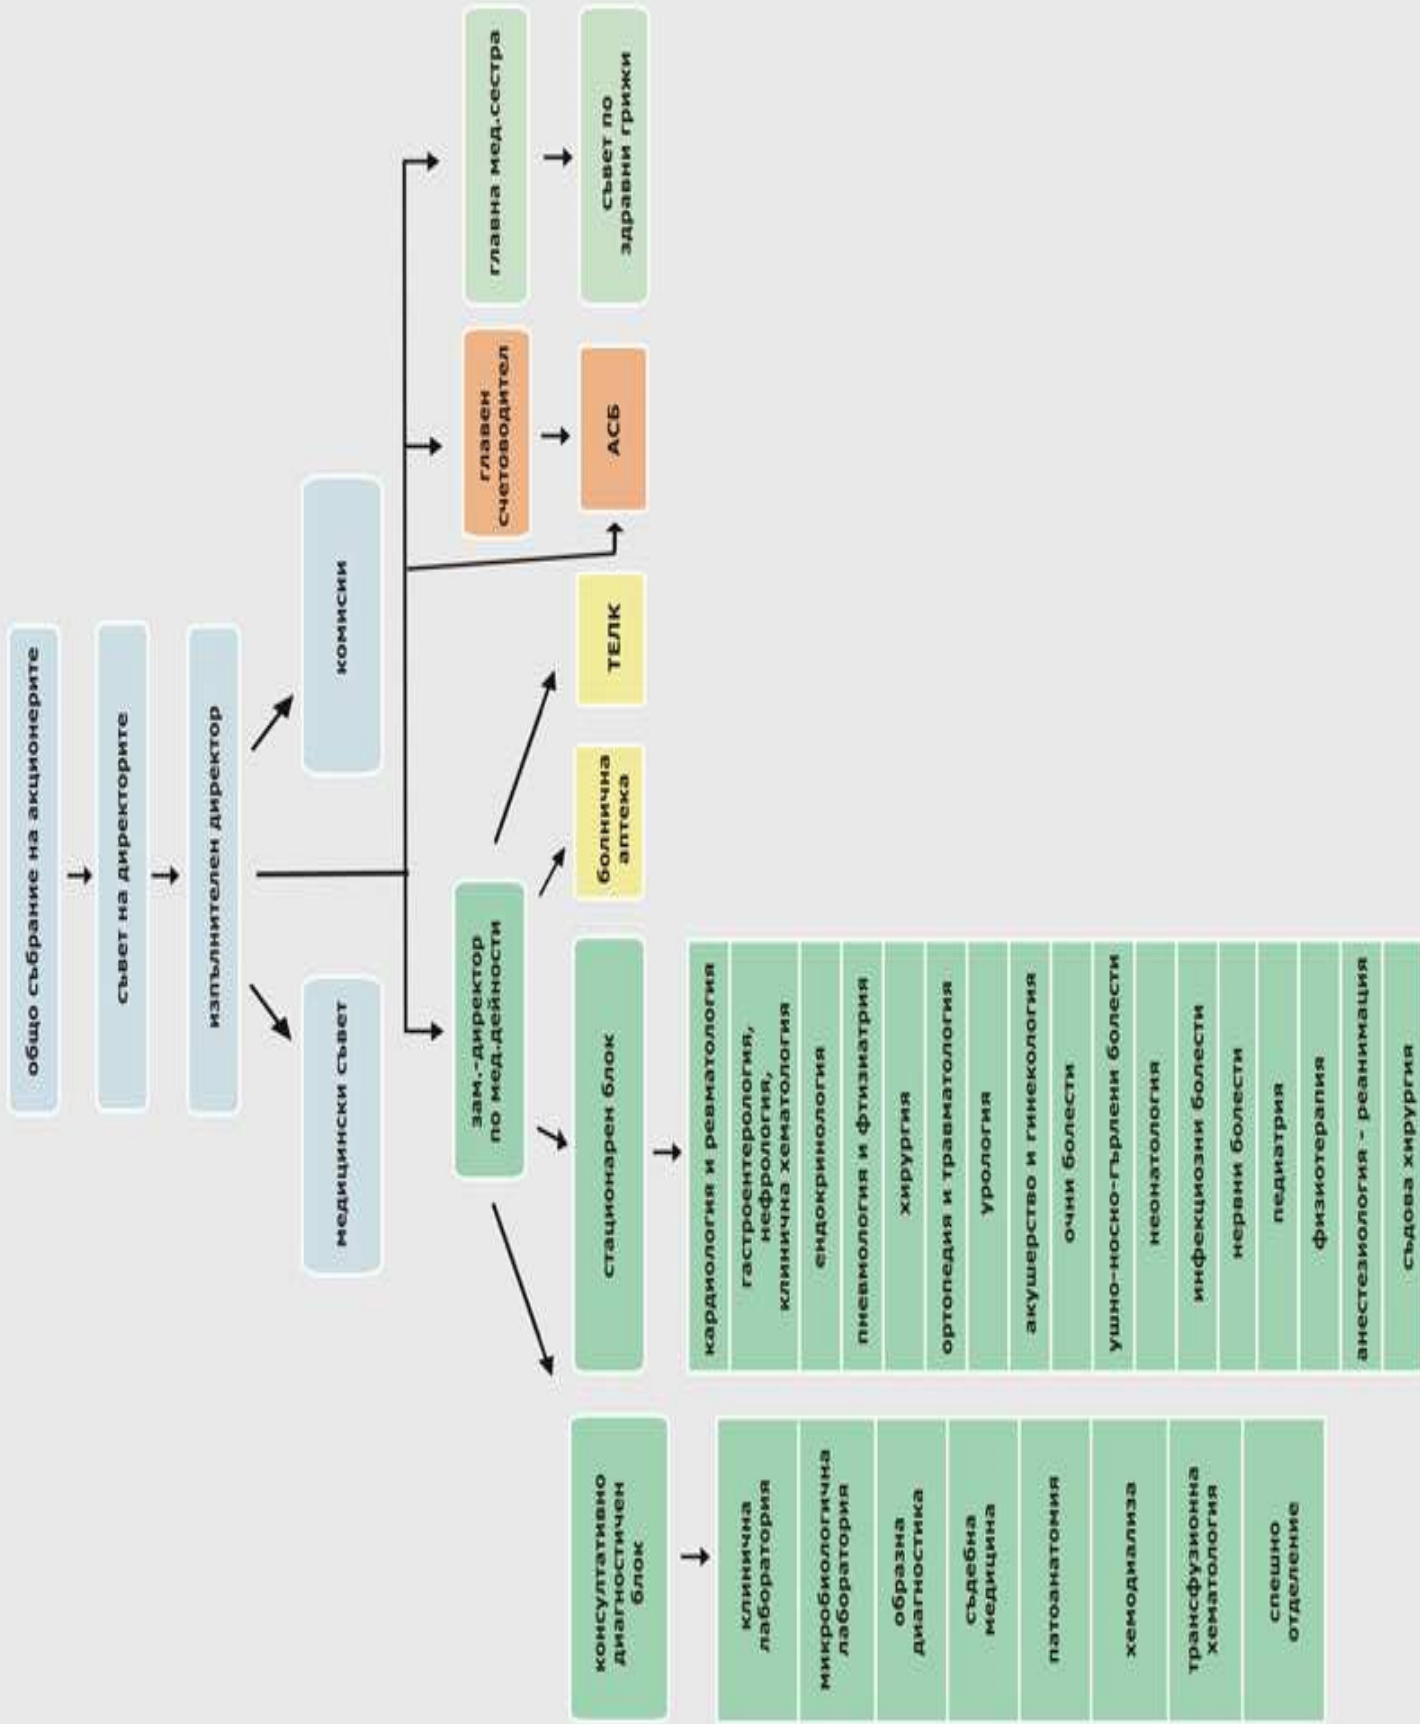 общо събрание на акционерите
съвет на директорите
изпълнителен директор
медицински съвет
комисии
зам.-директор
по мед.дейности
главен
счетоводител
главна мед.сестра
консултативно
диагностичен
блок
стационарен блок
болнична
аптека
ТЕЛК
АСБ
съвет по
здравни грижи
клинична
лаборатория
микробиологична
лаборатория
образна
диагностика
съдебна
медицина
патоанатомия
хемодиализа
трансфузионна
хематология
спешно
отделение
кардиология и ревматология
гастроентерология,
нефрология,
клинична хематология
ендокринология
пневмология и фтизиатрия
хирургия
ортопедия и травматология
урология
акушерство и гинекология
очни болести
ушно-носно-гърлени болести
неонатология
инфекциозни болести
нервни болести
педиатрия
физиотерапия
анестезиология - реанимация
съдова хирургия